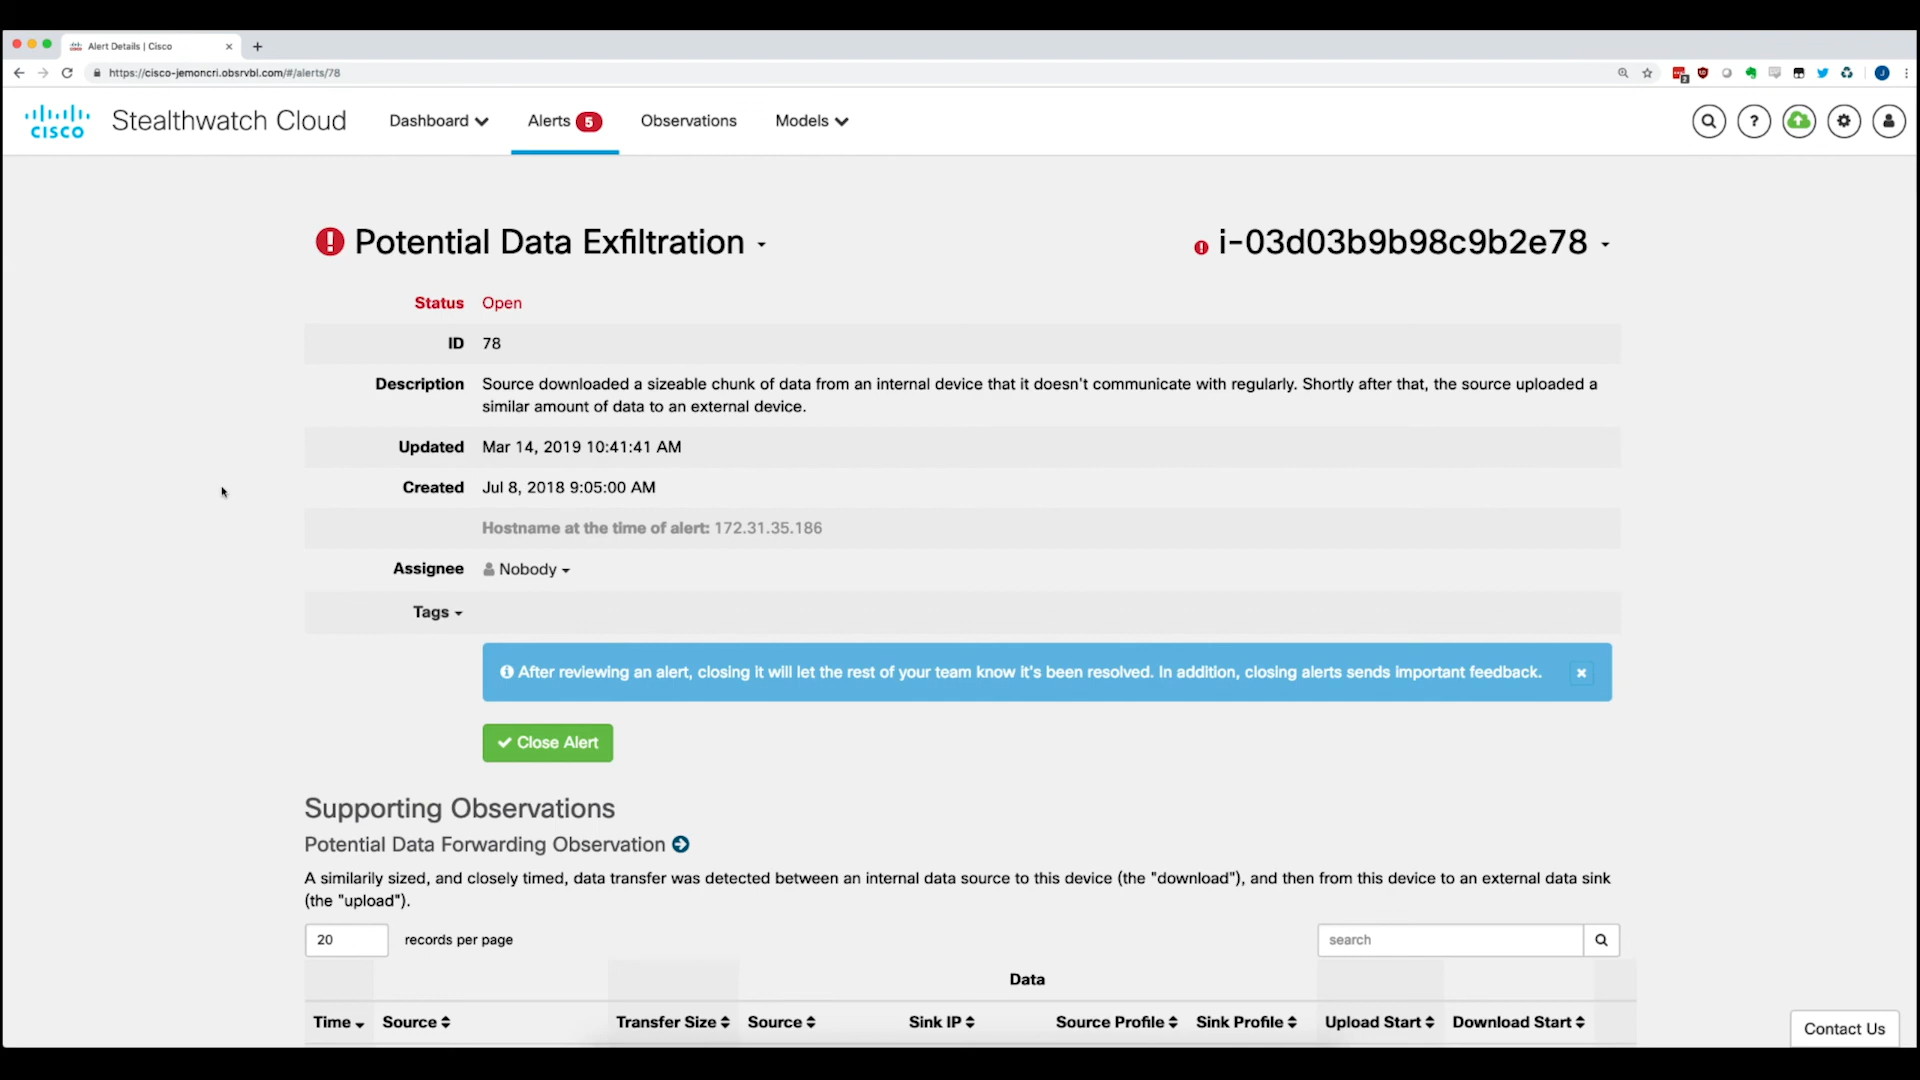 Alert Details | Cisco
https://cisco-jemoncri.obsrvbl.com/#/alerts/78
CISCO
Stealthwatch Cloud
Dashboard
Alerts 5
Observations
Models
Potential Data Exfiltration
i-03d03b9b98c9b2e78
Status Open
ID 78
Description Source downloaded a sizeable chunk of data from an internal device that it doesn't communicate with regularly. Shortly after that, the source uploaded a
similar amount of data to an external device.
Updated Mar 14, 2019 10:41:41 AM
Created Jul 8, 2018 9:05:00 AM
Hostname at the time of alert: 172.31.35.186
Assignee Nobody
Tags
After reviewing an alert, closing it will let the rest of your team know it's been resolved. In addition, closing alerts sends important feedback.
Close Alert
Supporting Observations
Potential Data Forwarding Observation
A similarily sized, and closely timed, data transfer was detected between an internal data source to this device (the "download"), and then from this device to an external data sink
(the "upload").
20 records per page
search
Data
Time Source Transfer Size Source Sink IP Source Profile Sink Profile Upload Start Download Start
Contact Us